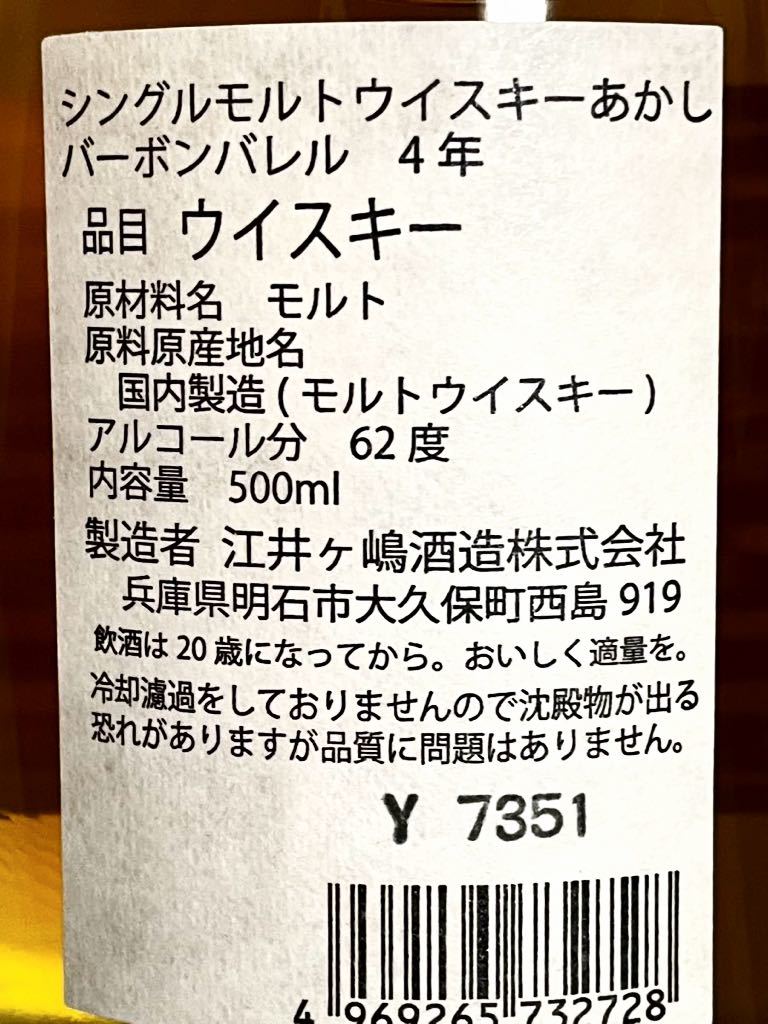 シングルモルトウイスキーあかし
バーボンバレル　4年
品目　ウイスキー
原材料名　モルト
原料原産地名
国内製造(モルトウイスキー)
アルコール分　62度
内容量　500ml
製造者　江井ヶ嶋酒造株式会社
兵庫県明石市大久保町西島919
飲酒は20歳になってから。おいしく適量を。
冷却濾過をしておりませんので沈殿物が出る
恐れがありますが品質に問題はありません。
¥ 7351
4 969265 732728